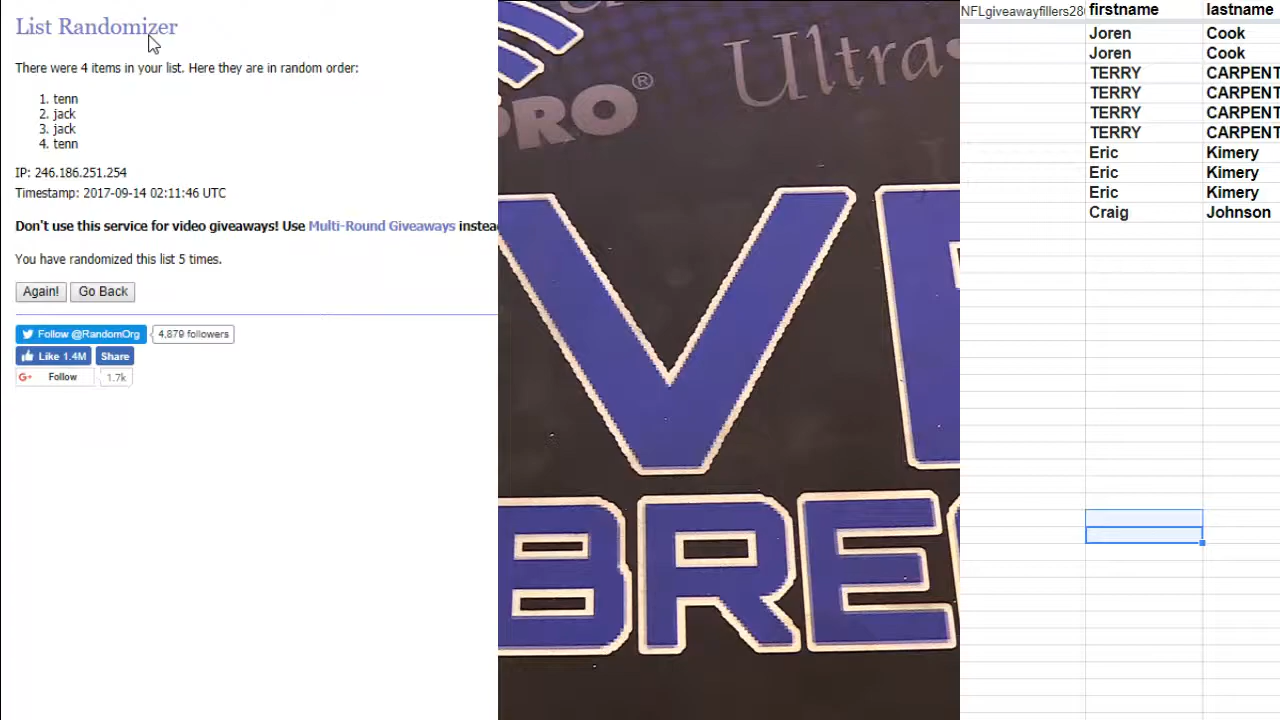 List Randomizer
There were 4 items in your list. Here they are in random order:
1. tenn
2. jack
3. jack
4. tenn
IP: 246.186.251.254
Timestamp: 2017-09-14 02:11:46 UTC
Don't use this service for video giveaways! Use Multi-Round Giveaways instea
You have randomized this list 5 times.
Again! Go Back
Follow @RandomOrg 4,879 followers
Like 1.4M Share
G+ Follow 1.7k
PRO® Ultra
V
BRE
NFLgiveawayfillers280 firstname lastname
Joren Cook
Joren Cook
TERRY CARPENT
TERRY CARPENT
TERRY CARPENT
TERRY CARPENT
Eric Kimery
Eric Kimery
Eric Kimery
Craig Johnson